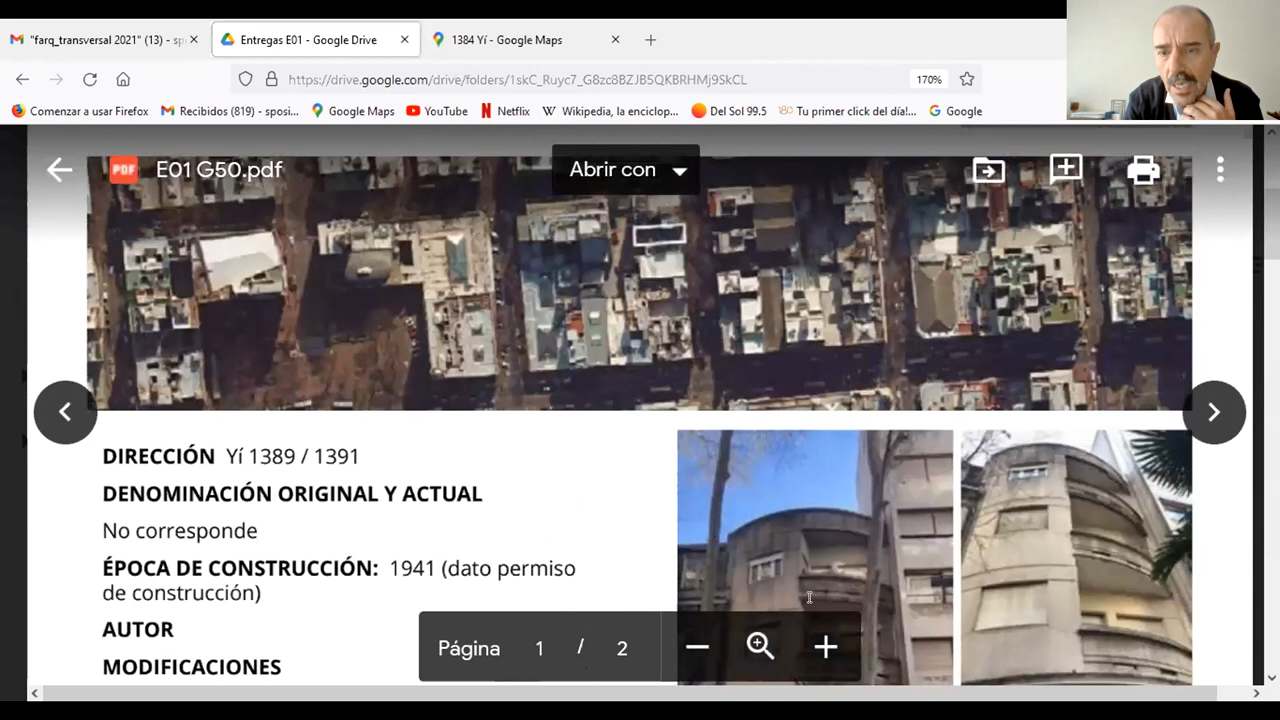 "farq_transversal 2021" (13) - sp
Entregas E01 - Google Drive
1384 Yí - Google Maps
https://drive.google.com/drive/folders/1skC_Ruyc7_G8zc8BZJB5QKBRHMj9SkCL
170%
Comenzar a usar Firefox
Recibidos (819) - sposi...
Google Maps
YouTube
Netflix
Wikipedia, la enciclop...
Del Sol 99.5
Tu primer click del día!...
Google
PDF
E01 G50.pdf
Abrir con
DIRECCIÓN Yí 1389 / 1391
DENOMINACIÓN ORIGINAL Y ACTUAL
No corresponde
ÉPOCA DE CONSTRUCCIÓN: 1941 (dato permiso
de construcción)
AUTOR
MODIFICACIONES
Página 1 / 2